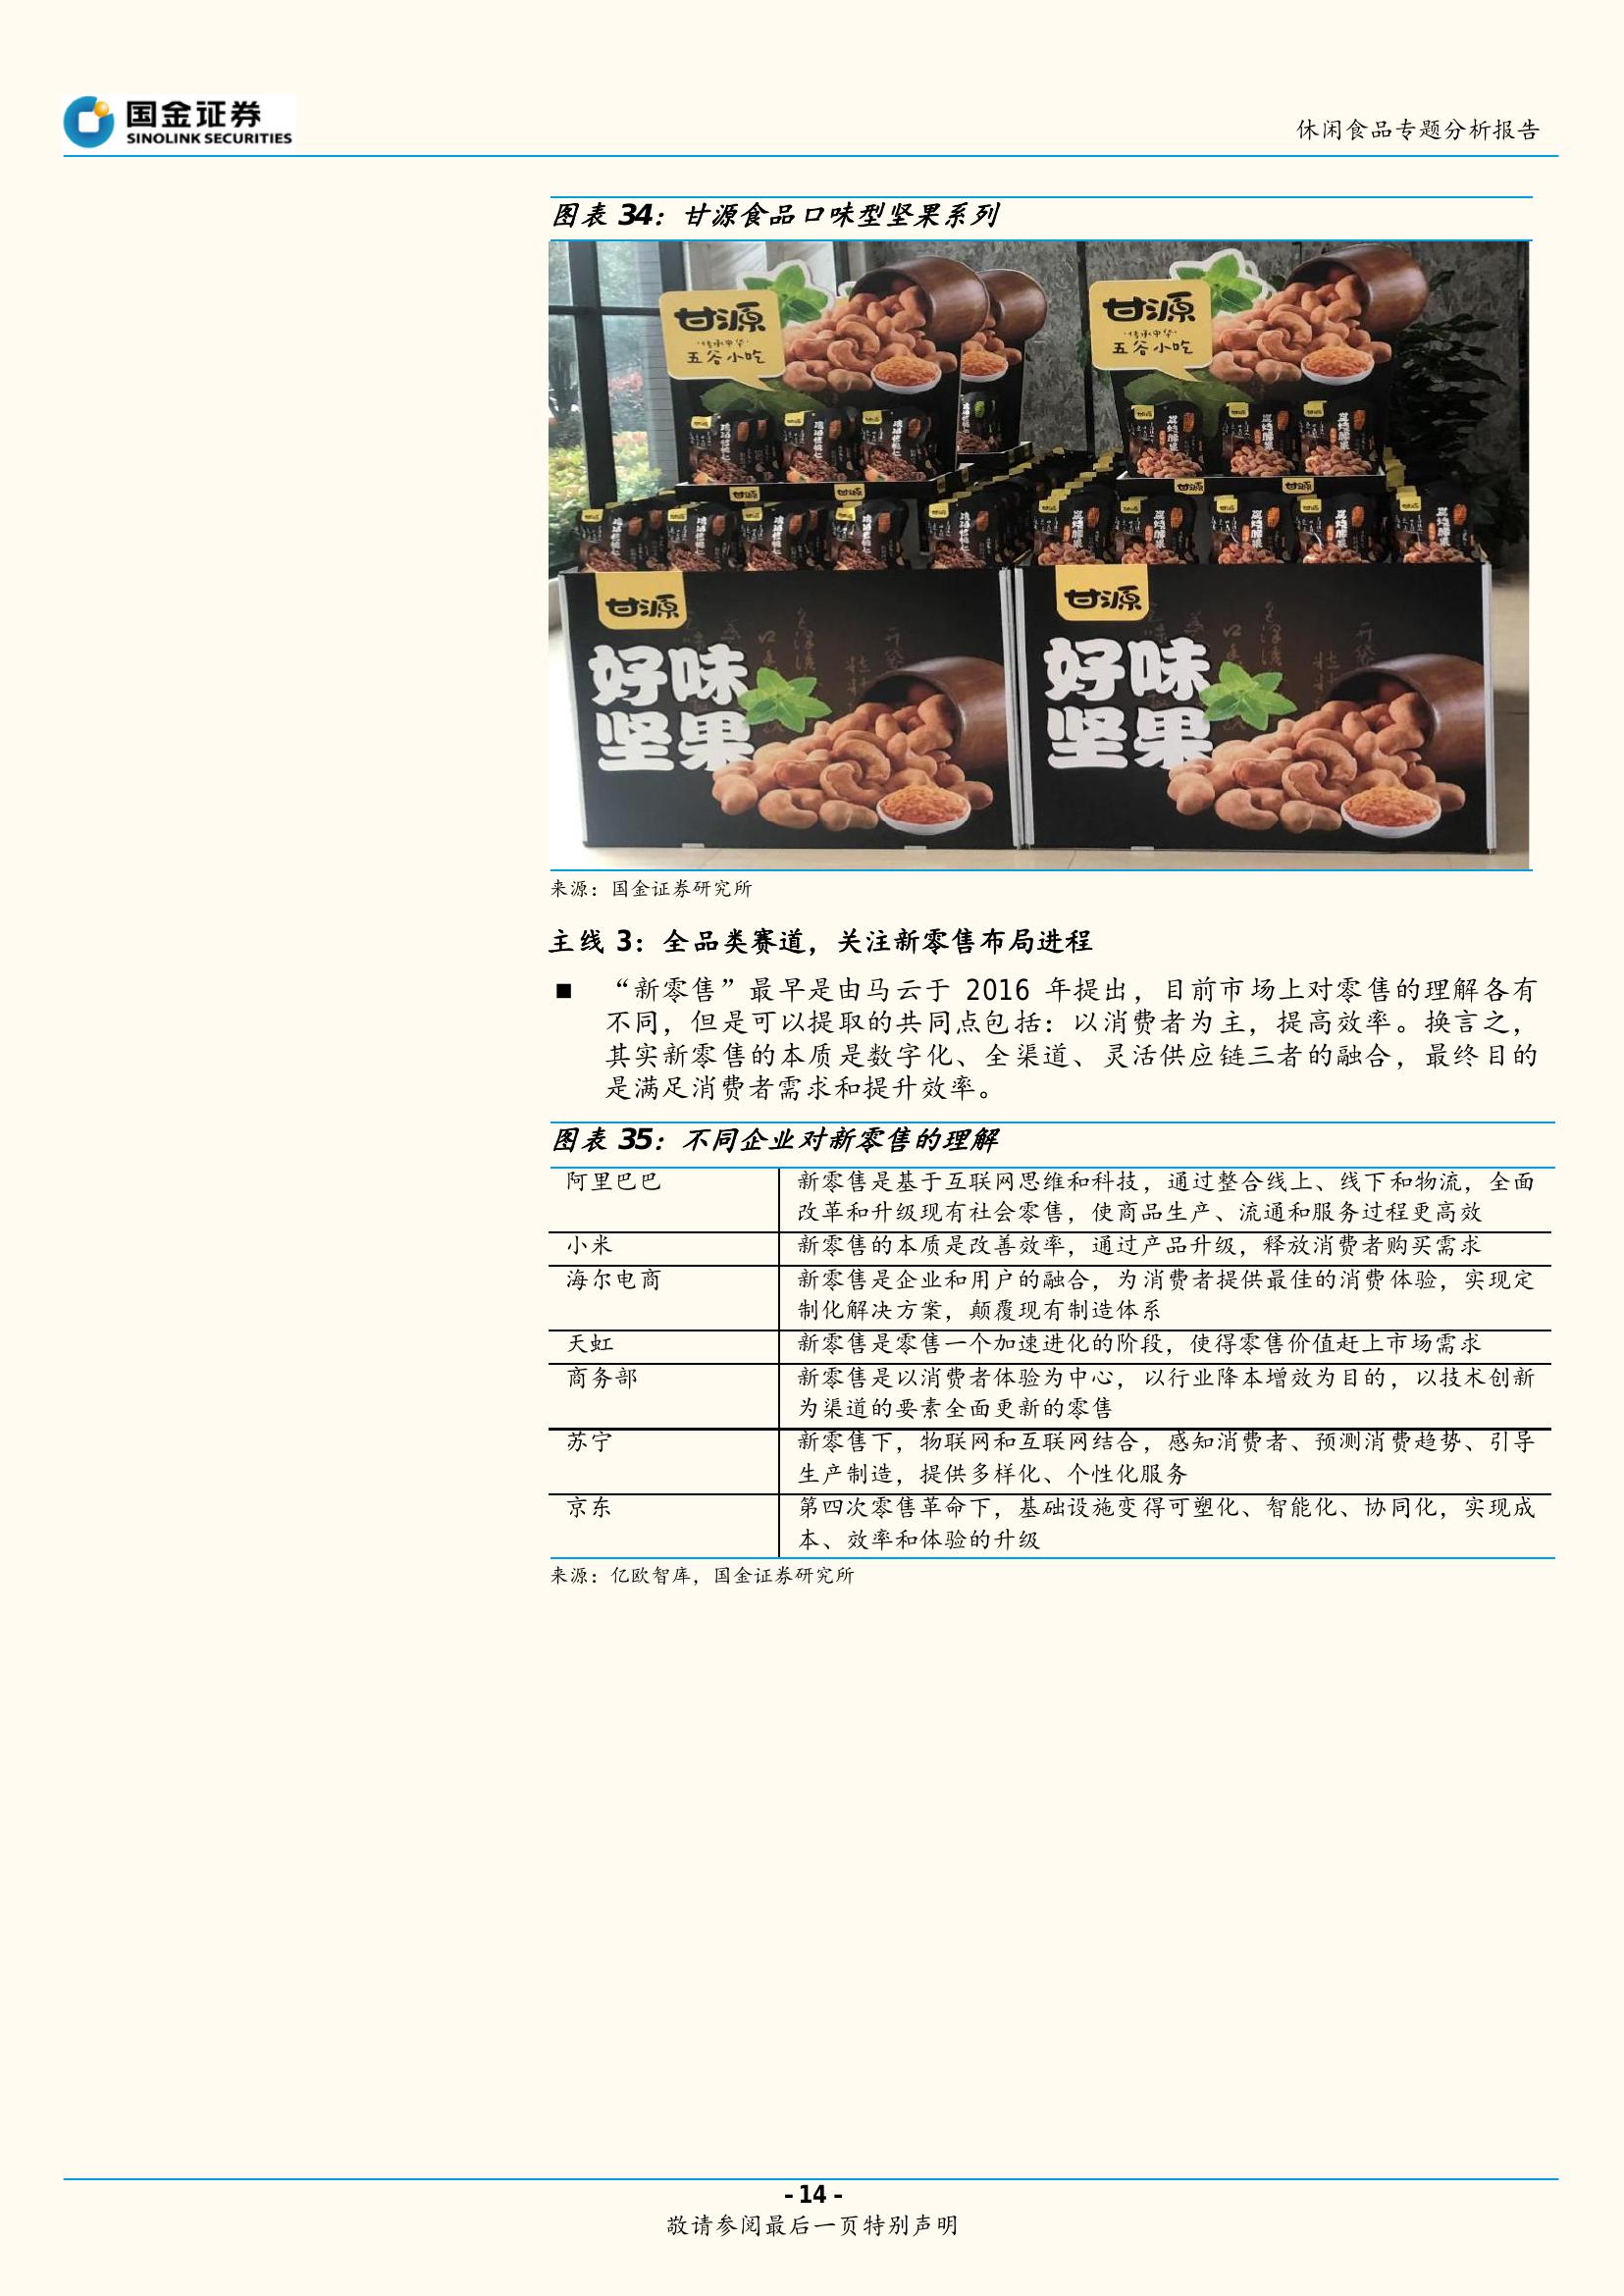 国金证券
SINOLINK SECURITIES
休闲食品专题分析报告
图表 34：甘源食品口味型坚果系列
甘源
·传承中华·
五谷小吃
甘源
·传承中华·
五谷小吃
甘源
甘源
甘源
甘源
甘源
好味
坚果
甘源
好味
坚果
来源：国金证券研究所
主线 3：全品类赛道，关注新零售布局进程
■ “新零售”最早是由马云于 2016 年提出，目前市场上对零售的理解各有
不同，但是可以提取的共同点包括：以消费者为主，提高效率。换言之，
其实新零售的本质是数字化、全渠道、灵活供应链三者的融合，最终目的
是满足消费者需求和提升效率。
图表 35：不同企业对新零售的理解
阿里巴巴 新零售是基于互联网思维和科技，通过整合线上、线下和物流，全面
改革和升级现有社会零售，使商品生产、流通和服务过程更高效
小米 新零售的本质是改善效率，通过产品升级，释放消费者购买需求
海尔电商 新零售是企业和用户的融合，为消费者提供最佳的消费体验，实现定
制化解决方案，颠覆现有制造体系
天虹 新零售是零售一个加速进化的阶段，使得零售价值赶上市场需求
商务部 新零售是以消费者体验为中心，以行业降本增效为目的，以技术创新
为渠道的要素全面更新的零售
苏宁 新零售下，物联网和互联网结合，感知消费者、预测消费趋势、引导
生产制造，提供多样化、个性化服务
京东 第四次零售革命下，基础设施变得可塑化、智能化、协同化，实现成
本、效率和体验的升级
来源：亿欧智库，国金证券研究所
- 14 -
敬请参阅最后一页特别声明